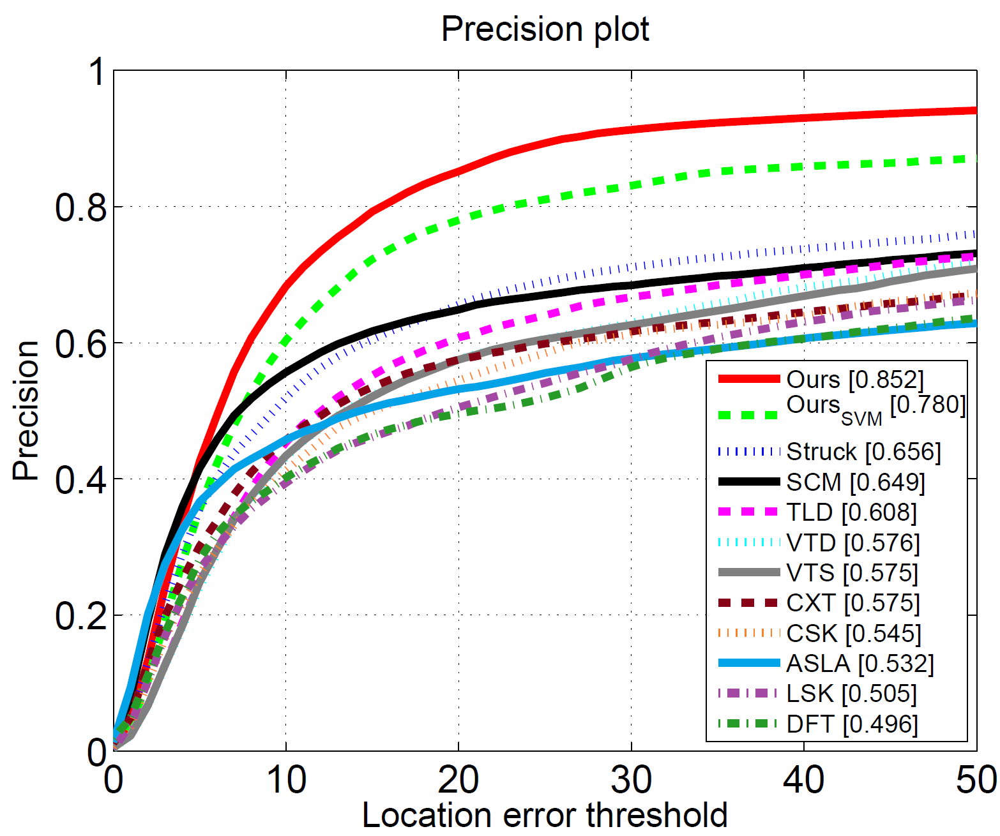 Precision plot
1
0.8
0.6
0.4
0.2
0
Precision
0 10 20 30 40 50
Location error threshold
Ours [0.852]
Ours_SVM [0.780]
Struck [0.656]
SCM [0.649]
TLD [0.608]
VTD [0.576]
VTS [0.575]
CXT [0.575]
CSK [0.545]
ASLA [0.532]
LSK [0.505]
DFT [0.496]